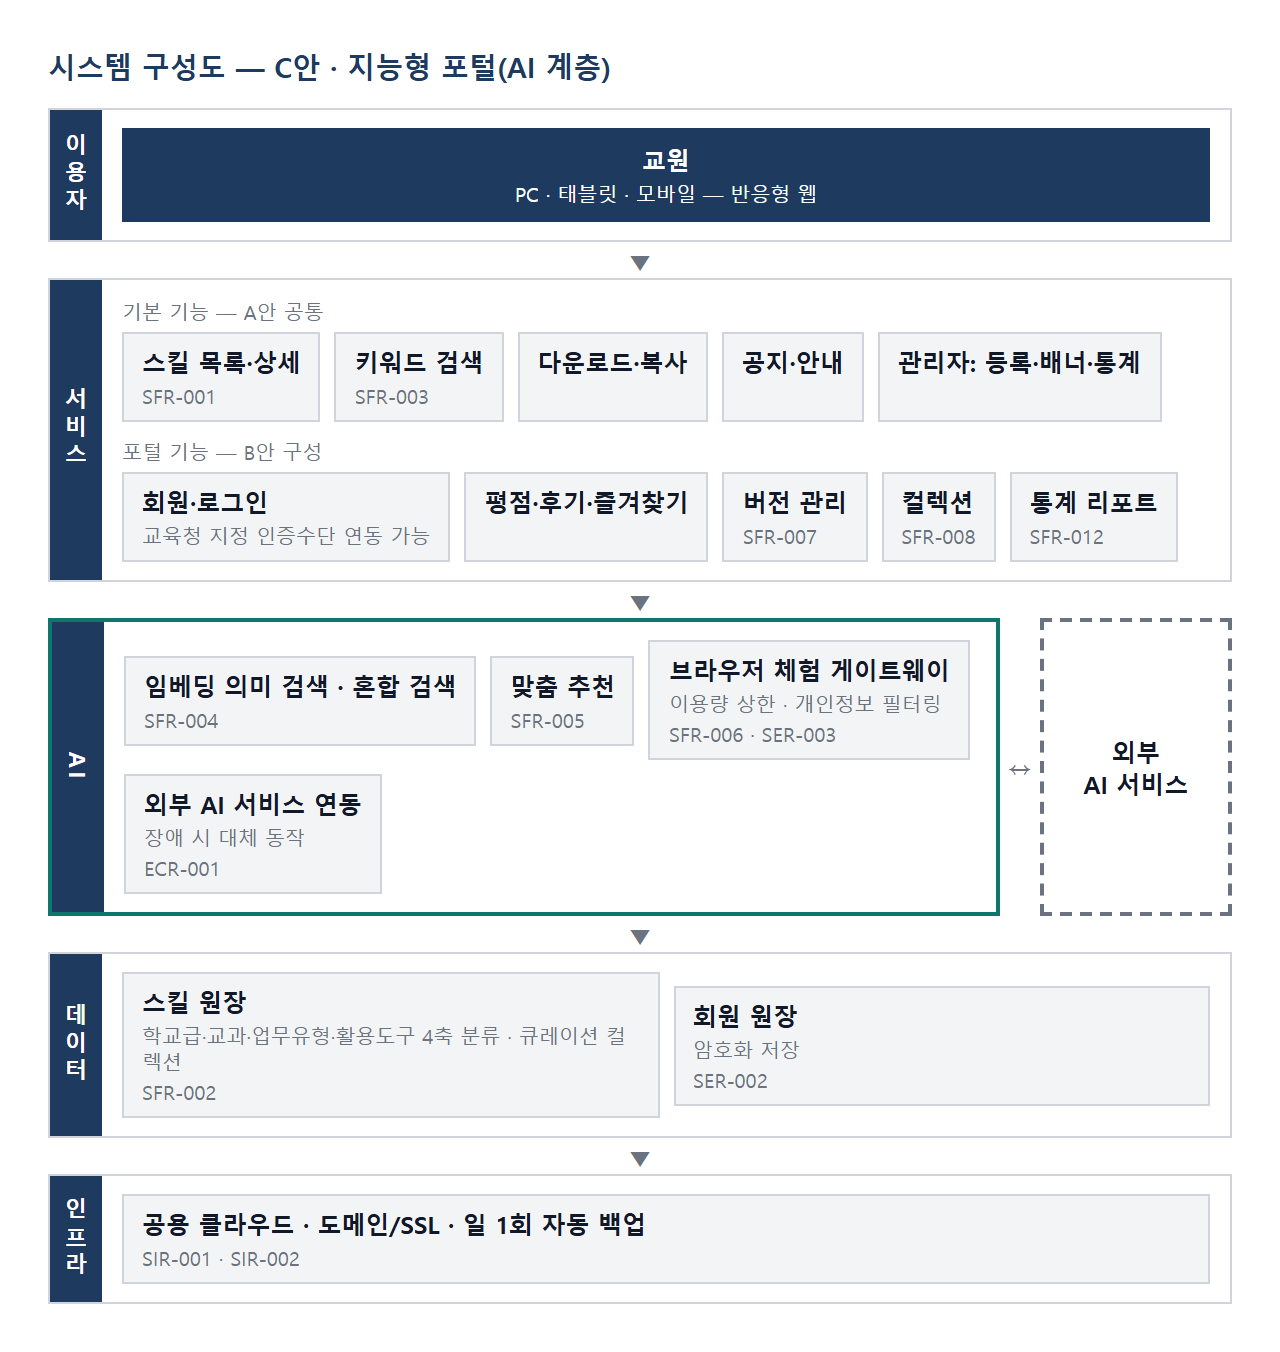 시스템 구성도 — C안 · 지능형 포털(AI 계층)
이용자
교원
PC · 태블릿 · 모바일 — 반응형 웹
▼
서비스
기본 기능 — A안 공통
스킬 목록·상세
SFR-001
키워드 검색
SFR-003
다운로드·복사
공지·안내
관리자: 등록·배너·통계
포털 기능 — B안 구성
회원·로그인
교육청 지정 인증수단 연동 가능
평점·후기·즐겨찾기
버전 관리
SFR-007
컬렉션
SFR-008
통계 리포트
SFR-012
▼
AI
임베딩 의미 검색 · 혼합 검색
SFR-004
맞춤 추천
SFR-005
브라우저 체험 게이트웨이
이용량 상한 · 개인정보 필터링
SFR-006 · SER-003
외부 AI 서비스 연동
장애 시 대체 동작
ECR-001
↔
외부
AI 서비스
▼
데이터
스킬 원장
학교급·교과·업무유형·활용도구 4축 분류 · 큐레이션 컬
렉션
SFR-002
회원 원장
암호화 저장
SER-002
▼
인프라
공용 클라우드 · 도메인/SSL · 일 1회 자동 백업
SIR-001 · SIR-002